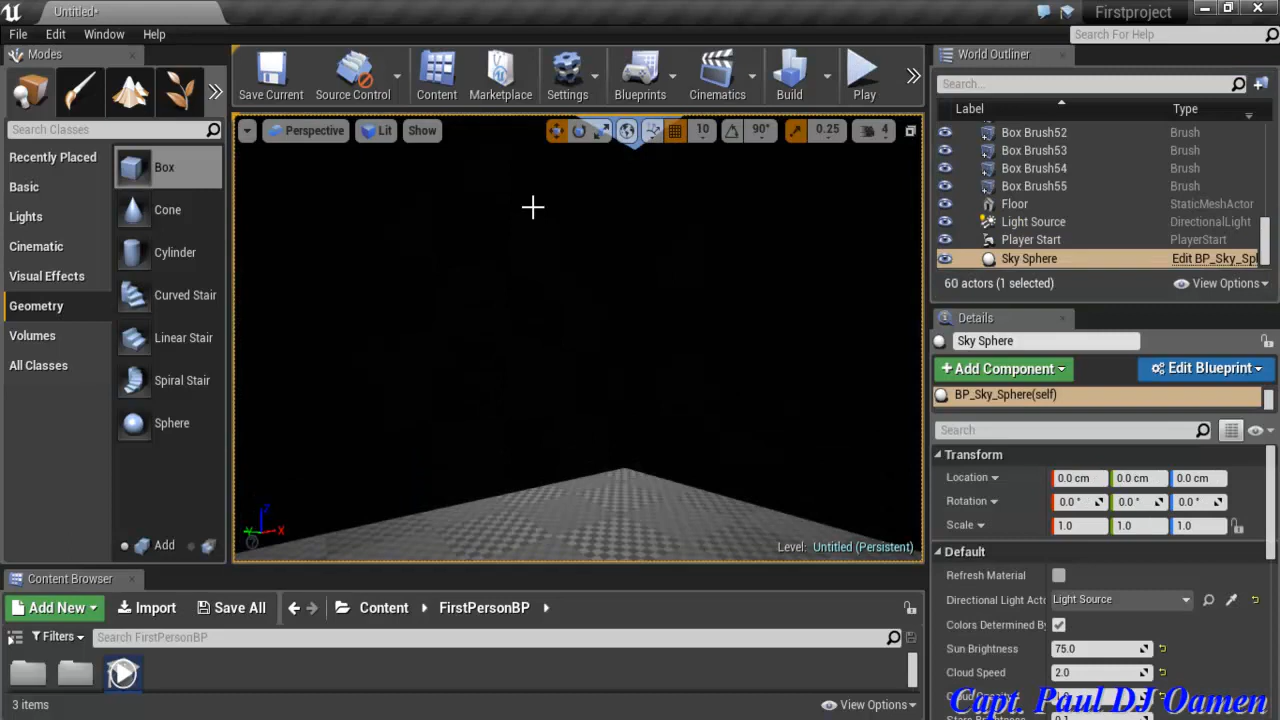 Untitled*
Firstproject
File Edit Window Help
Search For Help
Modes
Save Current
Source Control
Content
Marketplace
Settings
Blueprints
Cinematics
Build
Play
World Outliner
Search...
Label Type
Search Classes
Perspective
Lit
Show
10
90°
0.25
4
Box Brush52 Brush
Box Brush53 Brush
Box Brush54 Brush
Box Brush55 Brush
Floor StaticMeshActor
Light Source DirectionalLight
Player Start PlayerStart
Sky Sphere Edit BP_Sky_Spl
60 actors (1 selected)
View Options
Recently Placed
Basic
Lights
Cinematic
Visual Effects
Geometry
Volumes
All Classes
Box
Cone
Cylinder
Curved Stair
Linear Stair
Spiral Stair
Sphere
Add
Z
X
Y
Level: Untitled (Persistent)
Details
Sky Sphere
+Add Component
Edit Blueprint
BP_Sky_Sphere(self)
Search
Transform
Location 0.0 cm 0.0 cm 0.0 cm
Rotation 0.0 ° 0.0 ° 0.0 °
Scale 1.0 1.0 1.0
Default
Refresh Material
Directional Light Acto Light Source
Colors Determined By
Sun Brightness 75.0
Cloud Speed 2.0
Content Browser
Add New
Import
Save All
Content
FirstPersonBP
Filters
Search FirstPersonBP
3 items
View Options
Capt. Paul DJ Oamen